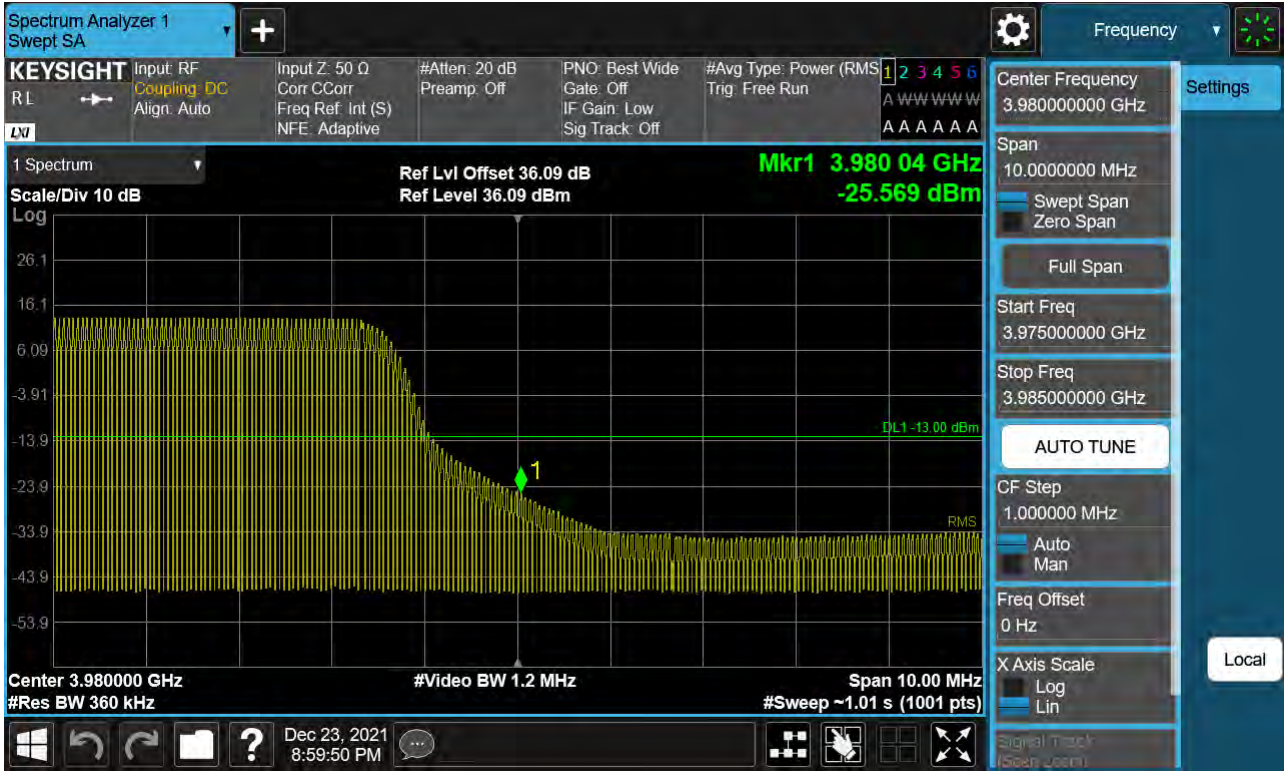 Spectrum Analyzer 1
Swept SA
+
Frequency
KEYSIGHT
RL
LXI
Input: RF
Coupling: DC
Align: Auto
Input Z: 50 Ω
Corr CCorr
Freq Ref: Int (S)
NFE: Adaptive
#Atten: 20 dB
Preamp: Off
PNO: Best Wide
Gate: Off
IF Gain: Low
Sig Track: Off
#Avg Type: Power (RMS
Trig: Free Run
1 2 3 4 5 6
A W W W W W
A A A A A A
1 Spectrum
Scale/Div 10 dB
Log
Ref Lvl Offset 36.09 dB
Ref Level 36.09 dBm
Mkr1 3.980 04 GHz
-25.569 dBm
26.1
16.1
6.09
-3.91
-13.9
-23.9
-33.9
-43.9
-53.9
DL1 -13.00 dBm
1
RMS
Center 3.980000 GHz
#Res BW 360 kHz
#Video BW 1.2 MHz
Span 10.00 MHz
#Sweep ~1.01 s (1001 pts)
Center Frequency
3.980000000 GHz
Span
10.0000000 MHz
Swept Span
Zero Span
Full Span
Start Freq
3.975000000 GHz
Stop Freq
3.985000000 GHz
AUTO TUNE
CF Step
1.000000 MHz
Auto
Man
Freq Offset
0 Hz
X Axis Scale
Log
Lin
Signal Track
(Span Zoom)
Settings
Local
?
Dec 23, 2021
8:59:50 PM